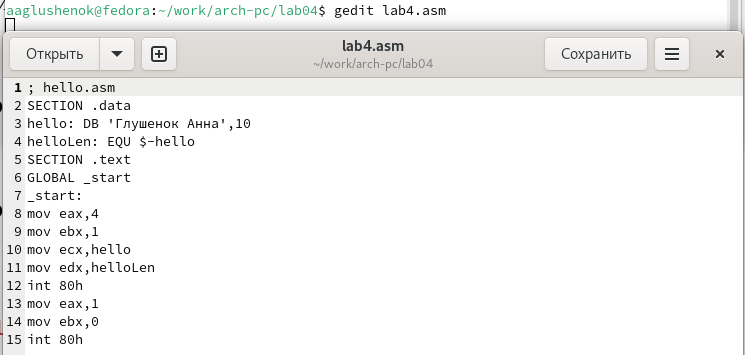 aaglushenok@fedora:~/work/arch-pc/lab04$ gedit lab4.asm
Открыть
lab4.asm
~/work/arch-pc/lab04
Сохранить
1 ; hello.asm
2 SECTION .data
3 hello: DB 'Глушенок Анна',10
4 helloLen: EQU $-hello
5 SECTION .text
6 GLOBAL _start
7 _start:
8 mov eax,4
9 mov ebx,1
10 mov ecx,hello
11 mov edx,helloLen
12 int 80h
13 mov eax,1
14 mov ebx,0
15 int 80h